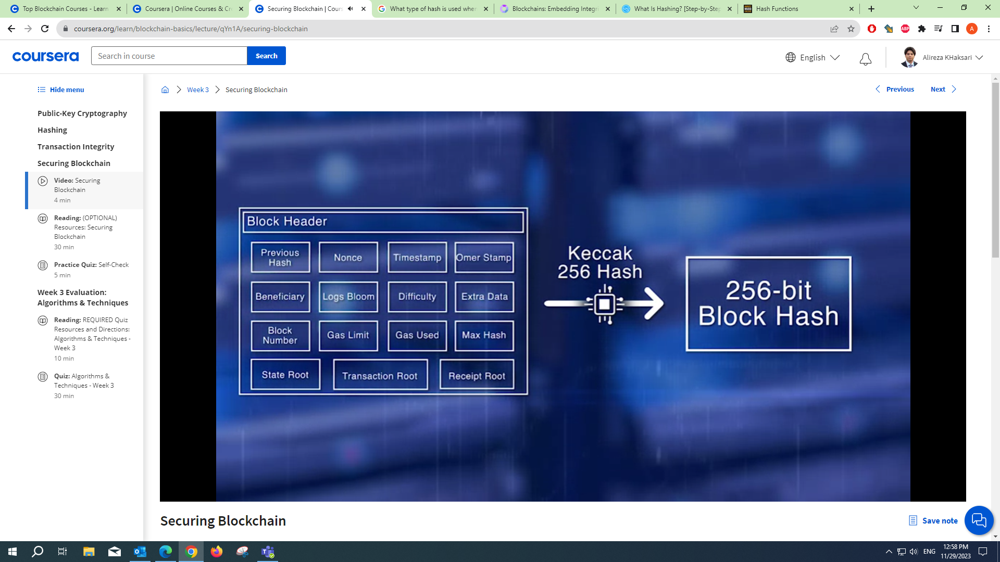 Top Blockchain Courses - Learn
Coursera | Online Courses & Cr
Securing Blockchain | Cours
What type of hash is used when
Blockchains: Embedding Integri
What Is Hashing? [Step-by-Step
Hash Functions
coursera.org/learn/blockchain-basics/lecture/qYn1A/securing-blockchain
ABP
A
coursera
Search in course
Search
English
Alireza KHaksari
Hide menu
Week 3
Securing Blockchain
Previous
Next
Public-Key Cryptography
Hashing
Transaction Integrity
Securing Blockchain
Video: Securing
Blockchain
4 min
Reading: (OPTIONAL)
Resources: Securing
Blockchain
30 min
Practice Quiz: Self-Check
5 min
Week 3 Evaluation:
Algorithms & Techniques
Reading: REQUIRED Quiz
Resources and Directions:
Algorithms & Techniques -
Week 3
10 min
Quiz: Algorithms &
Techniques - Week 3
30 min
Block Header
Previous
Hash
Nonce
Timestamp
Omer Stamp
Beneficiary
Logs Bloom
Difficulty
Extra Data
Block
Number
Gas Limit
Gas Used
Max Hash
State Root
Transaction Root
Receipt Root
Keccak
256 Hash
256-bit
Block Hash
Securing Blockchain
Save note
ENG
12:58 PM
11/29/2023